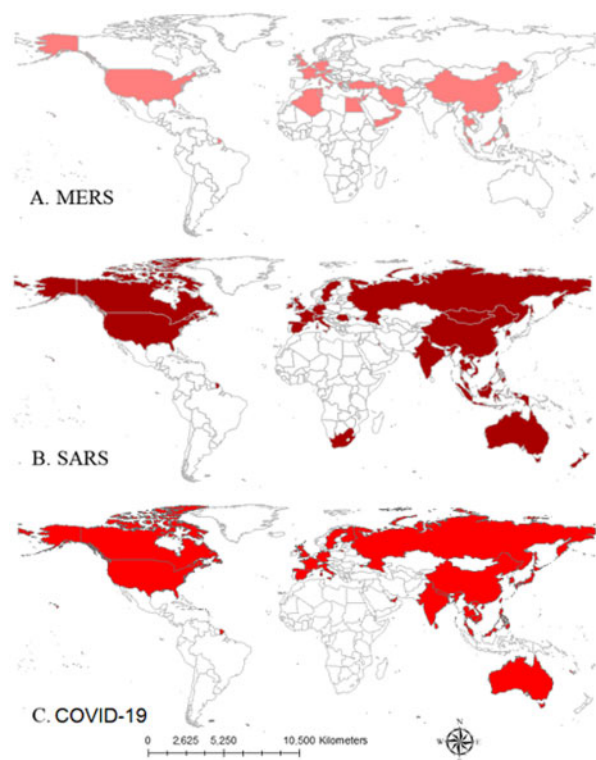 A. MERS
B. SARS
C. COVID-19
0 2,625 5,250 10,500 Kilometers
N
W E
S